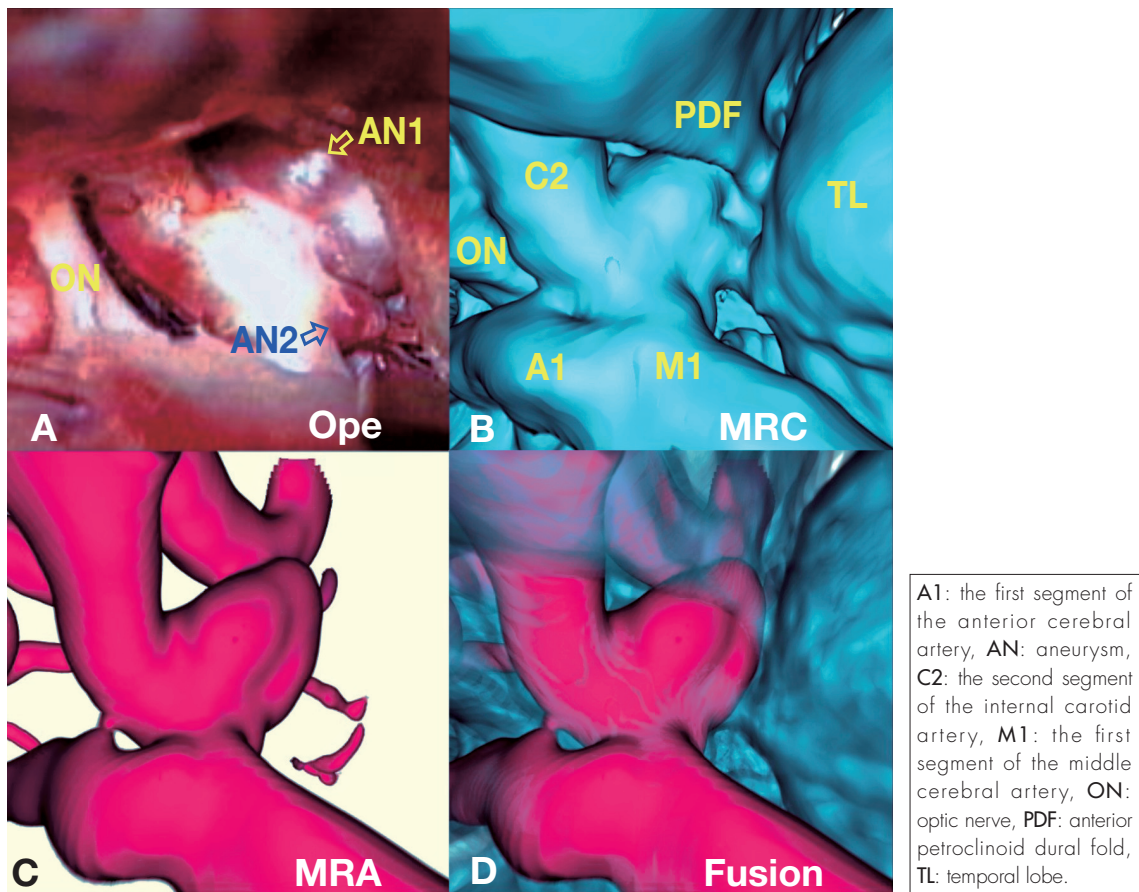 AN1
ON
AN2
A
Ope
PDF
C2
TL
ON
A1
M1
B
MRC
C
MRA
D
Fusion
A1: the first segment of
the anterior cerebral
artery, AN: aneurysm,
C2: the second segment
of the internal carotid
artery, M1: the first
segment of the middle
cerebral artery, ON:
optic nerve, PDF: anterior
petroclinoid dural fold,
TL: temporal lobe.